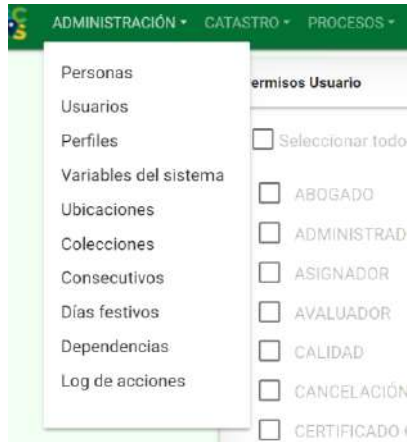 ADMINISTRACIÓN CATASTRO PROCESOS
Personas
Usuarios
Perfiles
Variables del sistema
Ubicaciones
Colecciones
Consecutivos
Días festivos
Dependencias
Log de acciones
ermisos Usuario
Seleccionar todo
ABOGADO
ADMINISTRAD
ASIGNADOR
AVALUADOR
CALIDAD
CANCELACIÓN
CERTIFICADO